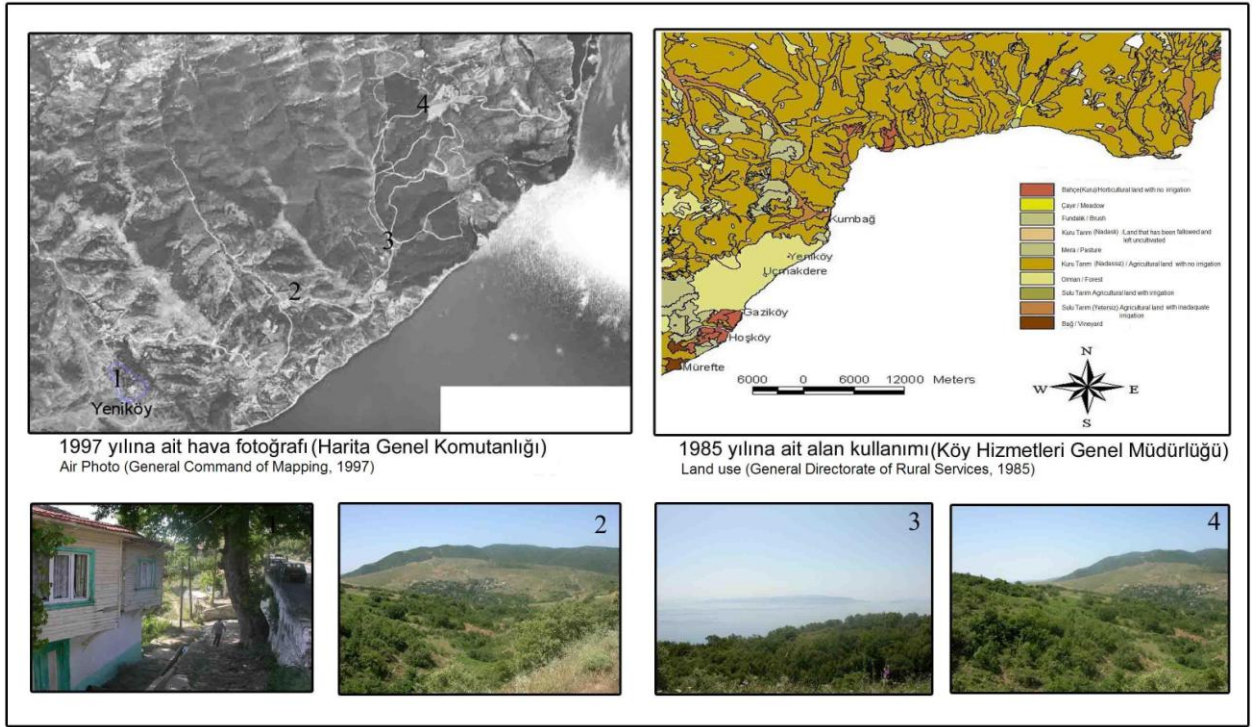 4
3
2
1
Yeniköy
1997 yılına ait hava fotoğrafı (Harita Genel Komutanlığı)
Air Photo (General Command of Mapping, 1997)
Kumbağ
Yeniköy
Uçmakdere
Gaziköy
Hoşköy
Mürefte
Bahçe(Kuru)Horticultural land with no irrigation
Çayır / Meadow
Fundalık / Brush
Kuru Tarım (Nadaslı) /Land that has been fallowed and
left uncultivated
Mera / Pasture
Kuru Tarım (Nadassız) / Agricultural land with no irrigation
Orman / Forest
Sulu Tarım Agricultural land with irrigation
Sulu Tarım (Yetersiz) Agricultural land with inadaquate
irrigation
Bağ / Vineyard
6000 0 6000 12000 Meters
N
W E
S
1985 yılına ait alan kullanımı(Köy Hizmetleri Genel Müdürlüğü)
Land use (General Directorate of Rural Services, 1985)
1
2
3
4